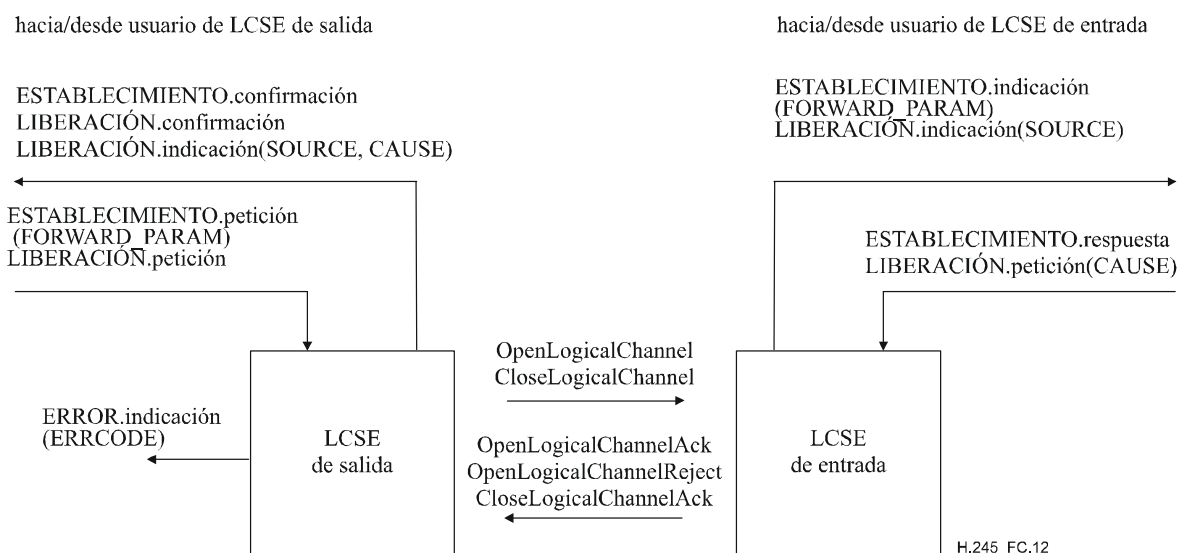 hacia/desde usuario de LCSE de salida
hacia/desde usuario de LCSE de entrada
ESTABLECIMIENTO.confirmación
LIBERACIÓN.confirmación
LIBERACIÓN.indicación(SOURCE, CAUSE)
ESTABLECIMIENTO.indicación
(FORWARD_PARAM)
LIBERACIÓN.indicación(SOURCE)
ESTABLECIMIENTO.petición
(FORWARD_PARAM)
LIBERACIÓN.petición
ESTABLECIMIENTO.respuesta
LIBERACIÓN.petición(CAUSE)
OpenLogicalChannel
CloseLogicalChannel
ERROR.indicación
(ERRCODE)
LCSE
de salida
OpenLogicalChannelAck
OpenLogicalChannelReject
CloseLogicalChannelAck
LCSE
de entrada
H.245_FC.12